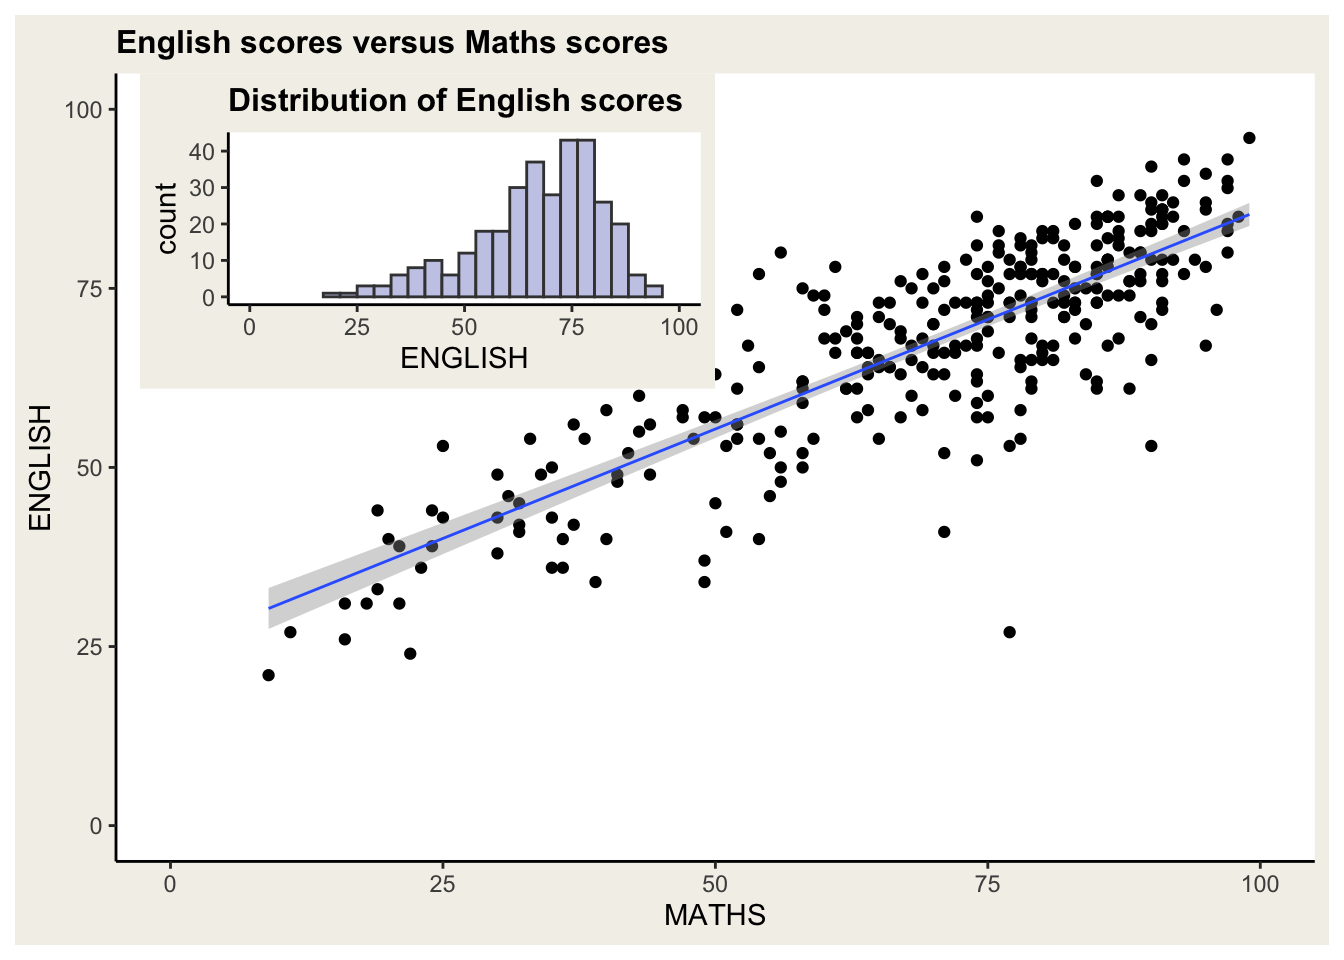 English scores versus Maths scores
Distribution of English scores
count
40
30
20
10
0
0 25 50 75 100
ENGLISH
ENGLISH
100
75
50
25
0
0 25 50 75 100
MATHS